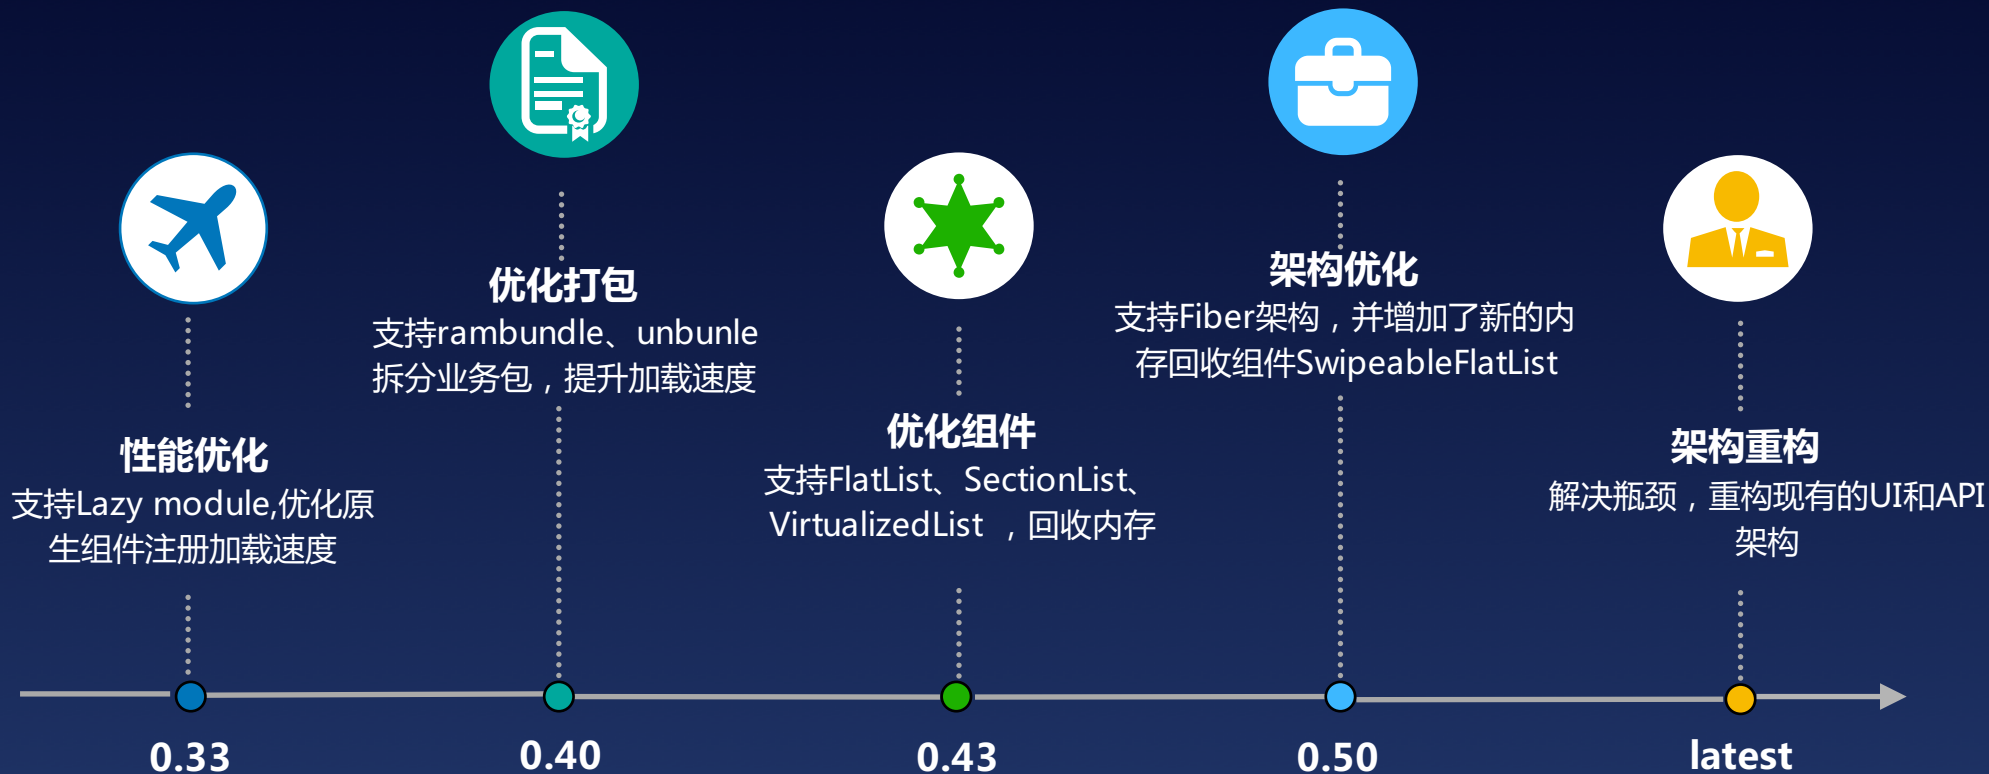 性能优化
支持Lazy module,优化原
生组件注册加载速度
优化打包
支持rambundle、unbunle
拆分业务包，提升加载速度
优化组件
支持FlatList、SectionList、
VirtualizedList ，回收内存
架构优化
支持Fiber架构，并增加了新的内
存回收组件SwipeableFlatList
架构重构
解决瓶颈，重构现有的UI和API
架构
0.33
0.40
0.43
0.50
latest